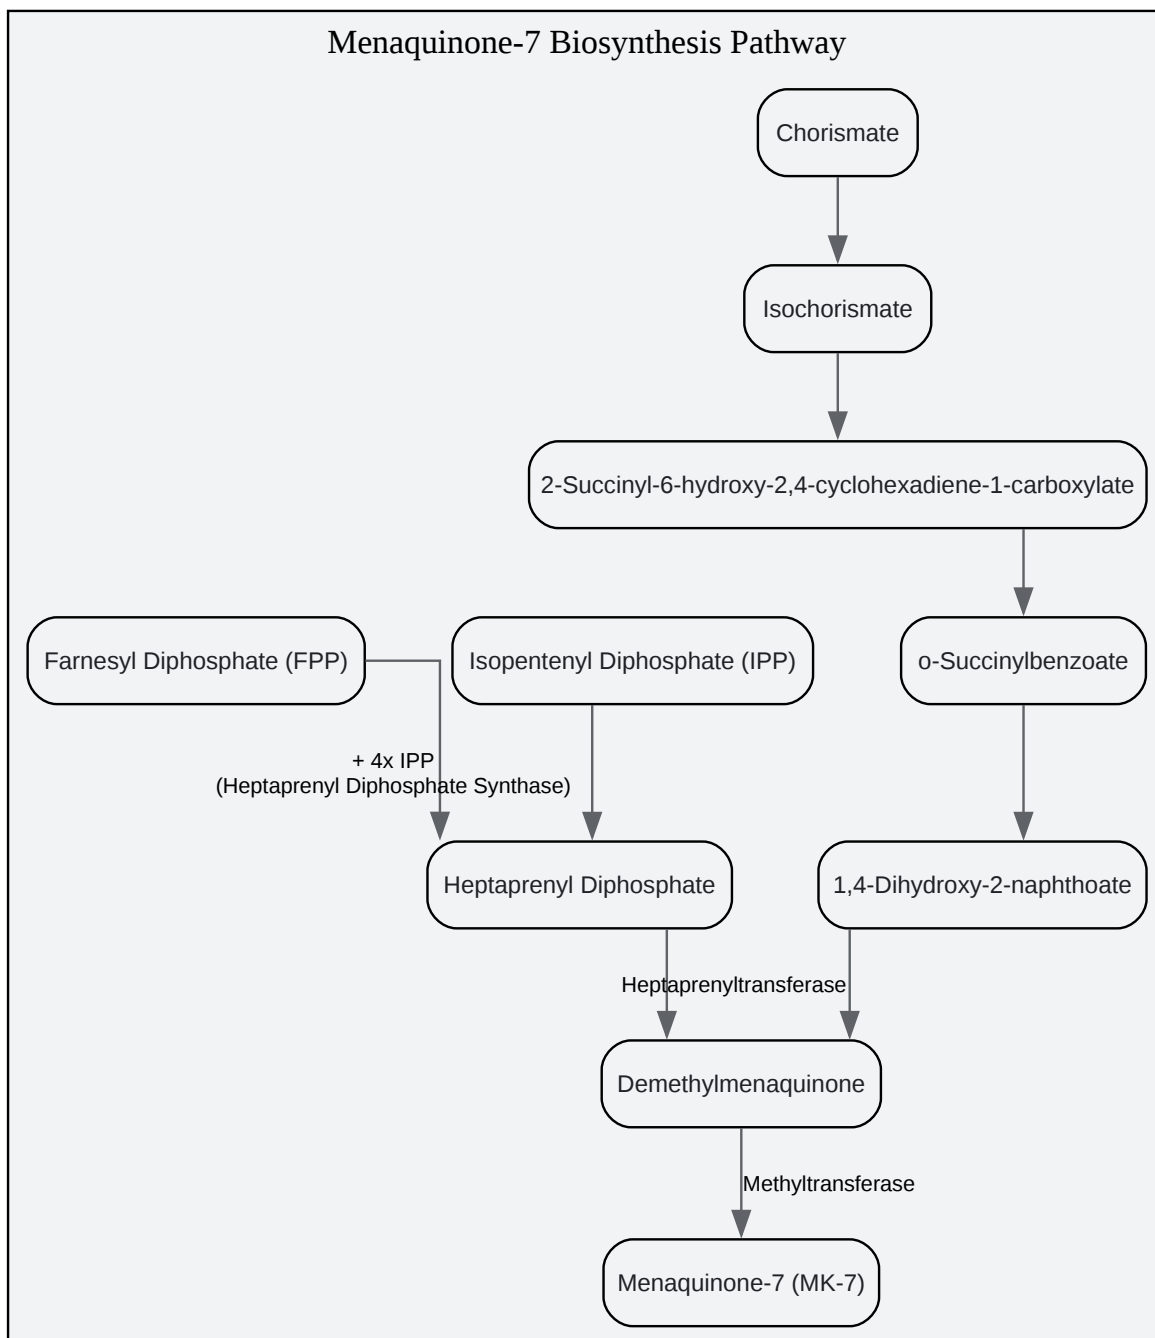 Menaquinone-7 Biosynthesis Pathway
Chorismate
Isochorismate
2-Succinyl-6-hydroxy-2,4-cyclohexadiene-1-carboxylate
Farnesyl Diphosphate (FPP)
Isopentenyl Diphosphate (IPP)
o-Succinylbenzoate
+ 4x IPP
(Heptaprenyl Diphosphate Synthase)
Heptaprenyl Diphosphate
1,4-Dihydroxy-2-naphthoate
Heptaprenyltransferase
Demethylmenaquinone
Methyltransferase
Menaquinone-7 (MK-7)